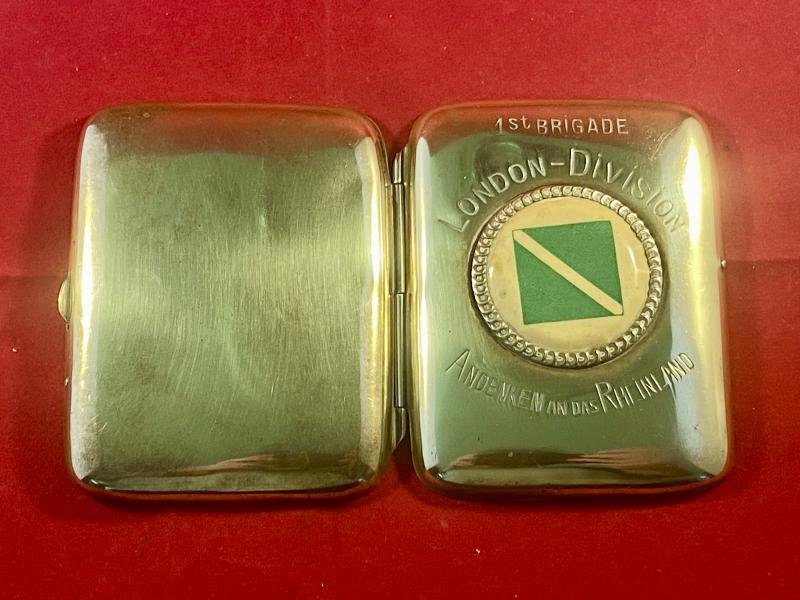 1st BRIGADE
LONDON-Division
ANDENKEN AN DAS RHEINLAND